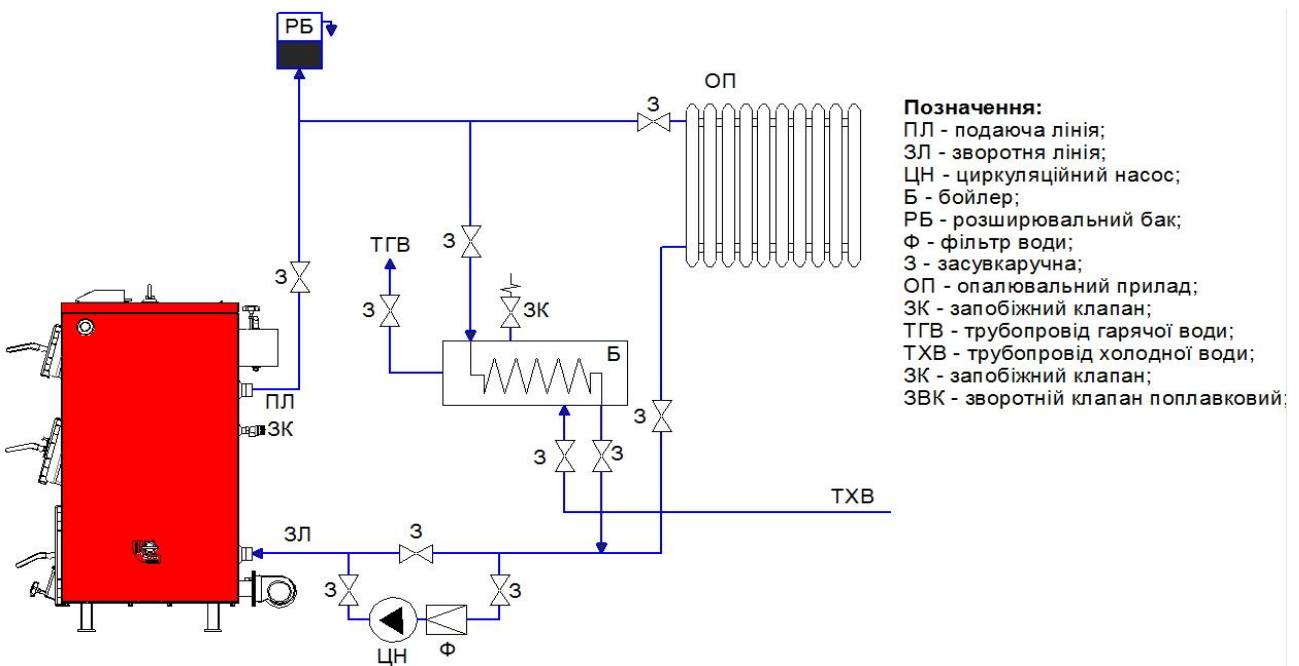 РБ
ОП
З
Позначення:
ПЛ - подаюча лінія;
ЗЛ - зворотня лінія;
ЦН - циркуляційний насос;
Б - бойлер;
РБ - розширювальний бак;
Ф - фільтр води;
З - засувкаручна;
ОП - опалювальний прилад;
ЗК - запобіжний клапан;
ТГВ - трубопровід гарячої води;
ТХВ - трубопровід холодної води;
ЗК - запобіжний клапан;
ЗВК - зворотній клапан поплавковий;
ТГВ
З
З
З
ЗК
Б
ПЛ
ЗК
З
З
З
ТХВ
ЗЛ
З
З
З
ЦН
Ф